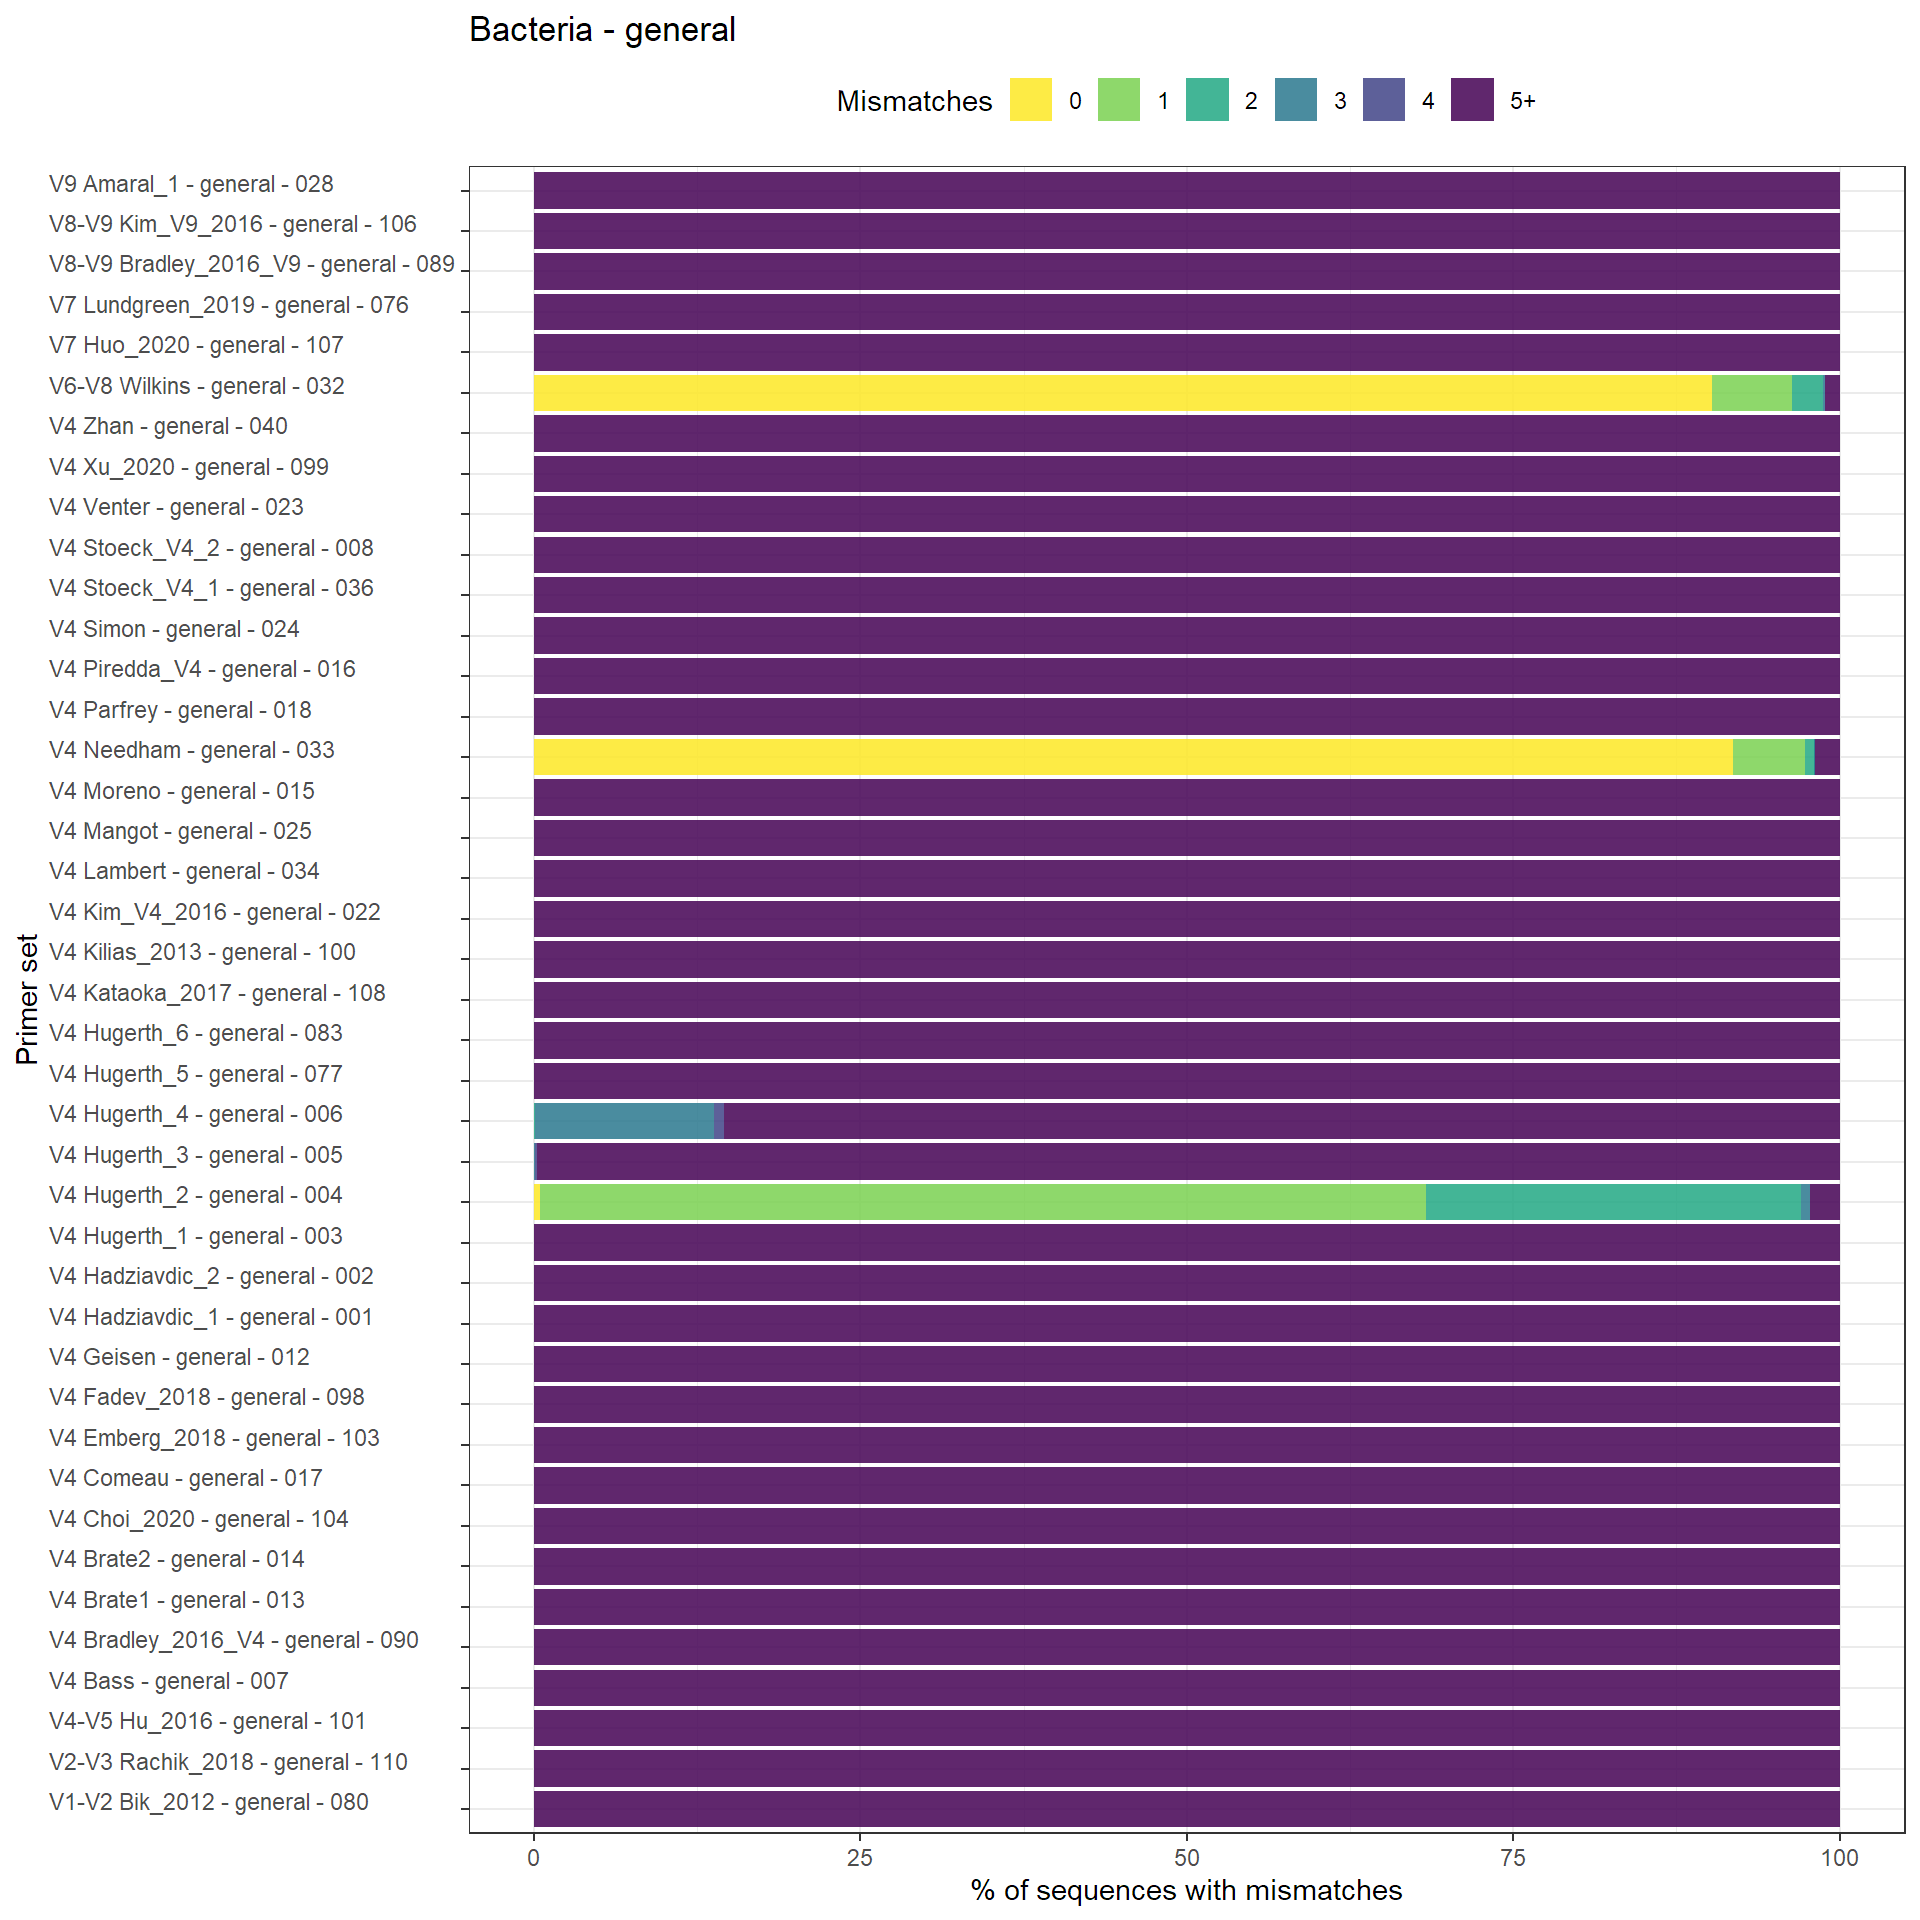 Bacteria - general
Mismatches 0 1 2 3 4 5+
V9 Amaral_1 - general - 028
V8-V9 Kim_V9_2016 - general - 106
V8-V9 Bradley_2016_V9 - general - 089
V7 Lundgreen_2019 - general - 076
V7 Huo_2020 - general - 107
V6-V8 Wilkins - general - 032
V4 Zhan - general - 040
V4 Xu_2020 - general - 099
V4 Venter - general - 023
V4 Stoeck_V4_2 - general - 008
V4 Stoeck_V4_1 - general - 036
V4 Simon - general - 024
V4 Piredda_V4 - general - 016
V4 Parfrey - general - 018
V4 Needham - general - 033
V4 Moreno - general - 015
V4 Mangot - general - 025
V4 Lambert - general - 034
V4 Kim_V4_2016 - general - 022
V4 Kilias_2013 - general - 100
V4 Kataoka_2017 - general - 108
V4 Hugerth_6 - general - 083
V4 Hugerth_5 - general - 077
V4 Hugerth_4 - general - 006
V4 Hugerth_3 - general - 005
V4 Hugerth_2 - general - 004
V4 Hugerth_1 - general - 003
V4 Hadziavdic_2 - general - 002
V4 Hadziavdic_1 - general - 001
V4 Geisen - general - 012
V4 Fadev_2018 - general - 098
V4 Emberg_2018 - general - 103
V4 Comeau - general - 017
V4 Choi_2020 - general - 104
V4 Brate2 - general - 014
V4 Brate1 - general - 013
V4 Bradley_2016_V4 - general - 090
V4 Bass - general - 007
V4-V5 Hu_2016 - general - 101
V2-V3 Rachik_2018 - general - 110
V1-V2 Bik_2012 - general - 080
Primer set
0 25 50 75 100
% of sequences with mismatches